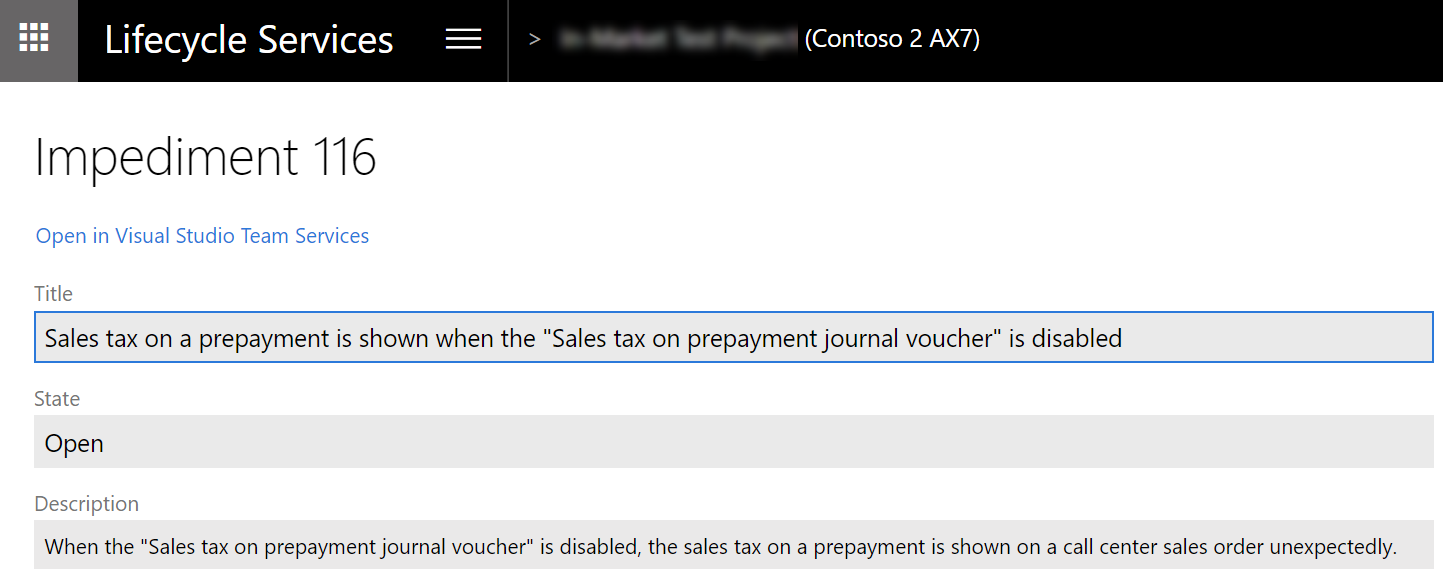 Lifecycle Services > (Contoso 2 AX7)
Impediment 116
Open in Visual Studio Team Services
Title
Sales tax on a prepayment is shown when the "Sales tax on prepayment journal voucher" is disabled
State
Open
Description
When the "Sales tax on prepayment journal voucher" is disabled, the sales tax on a prepayment is shown on a call center sales order unexpectedly.